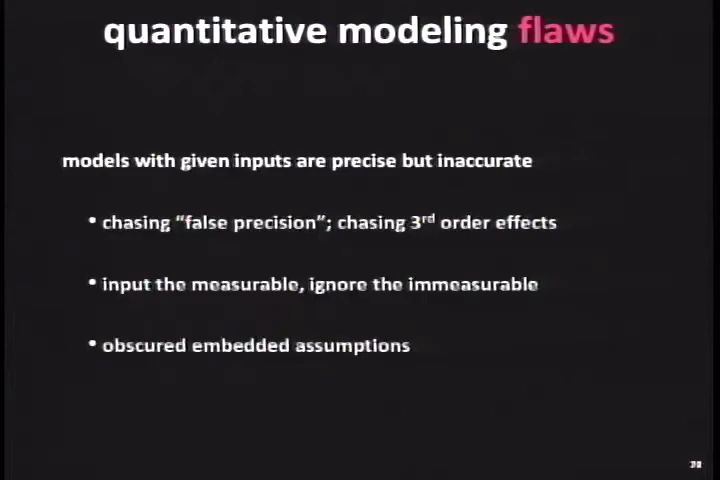 quantitative modeling flaws
models with given inputs are precise but inaccurate
• chasing “false precision”; chasing 3rd order effects
• input the measurable, ignore the immeasurable
• obscured embedded assumptions